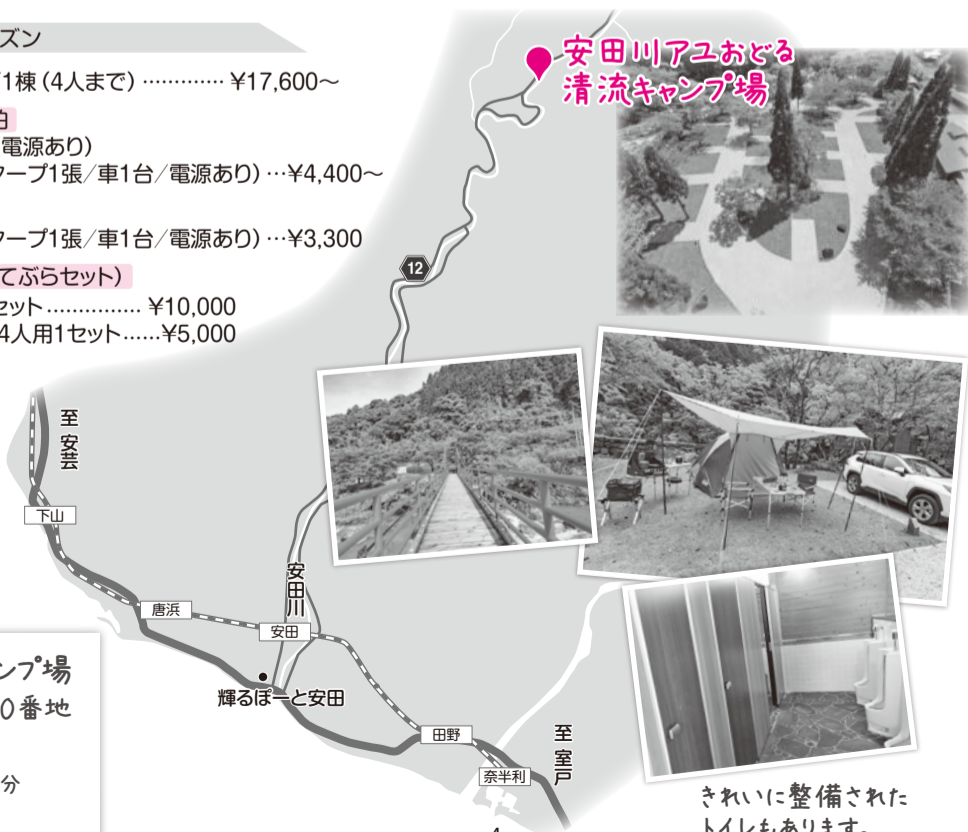 ズン
1棟（4人まで）………… ¥17,600～
泊
電源あり）
タープ1張/車1台/電源あり）…¥4,400～
タープ1張/車1台/電源あり）…¥3,300
てぶらセット）
セット…………… ¥10,000
4人用1セット……¥5,000
安田川アユおどる
清流キャンプ場
12
至 安芸
下山
唐浜
安田川
安田
輝るぽーと安田
田野
奈半利
至 室戸
ンプ場
0番地
分
きれいに整備された
トイレもあります。